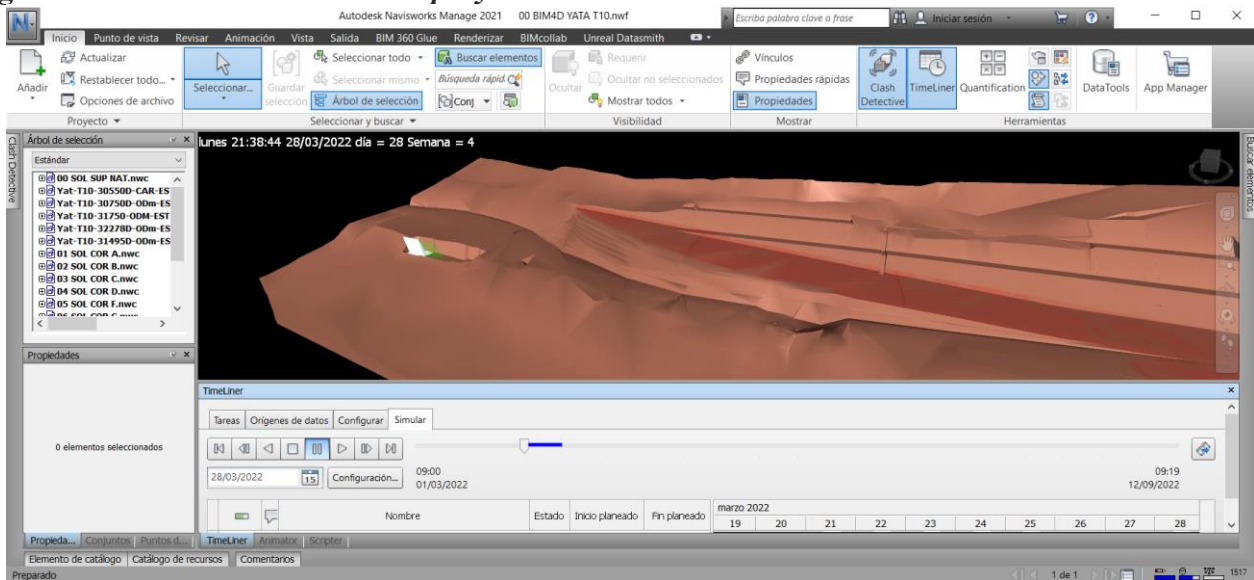 Autodesk Navisworks Manage 2021 00 BIM4D YATA T10.nwf
Escriba palabra clave o frase
Iniciar sesión
Inicio Punto de vista Revisar Animación Vista Salida BIM 360 Glue Renderizar BIMcollab Unreal Datasmith
Añadir
Actualizar
Restablecer todo...
Opciones de archivo
Proyecto
Seleccionar...
Guardar selección
Seleccionar todo
Seleccionar mismo
Árbol de selección
Buscar elementos
Búsqueda rápid
Conj
Seleccionar y buscar
Ocultar
Requerir
Ocultar no seleccionados
Mostrar todos
Visibilidad
Vínculos
Propiedades rápidas
Propiedades
Mostrar
Clash Detective
TimeLiner
Quantification
DataTools
App Manager
Herramientas
Clash Detective
Árbol de selección
Estándar
00 SOL SUP NAT.nwc
Yat-T10-30550D-CAR-ES
Yat-T10-30750D-ODm-ES
Yat-T10-31750-ODM-EST
Yat-T10-32278D-ODm-ES
Yat-T10-31495D-ODm-ES
01 SOL COR A.nwc
02 SOL COR B.nwc
03 SOL COR C.nwc
04 SOL COR D.nwc
05 SOL COR F.nwc
lunes 21:38:44 28/03/2022 día = 28 Semana = 4
Buscar elementos
Propiedades
0 elementos seleccionados
TimeLiner
Tareas Orígenes de datos Configurar Simular
28/03/2022
15
Configuración...
09:00
01/03/2022
09:19
12/09/2022
Nombre Estado Inicio planeado Fin planeado
marzo 2022
19 20 21 22 23 24 25 26 27 28
Propieda... Conjuntos Puntos d...
TimeLiner Animator Scripter
Elemento de catálogo Catálogo de recursos Comentarios
Preparado
1 de 1
1517